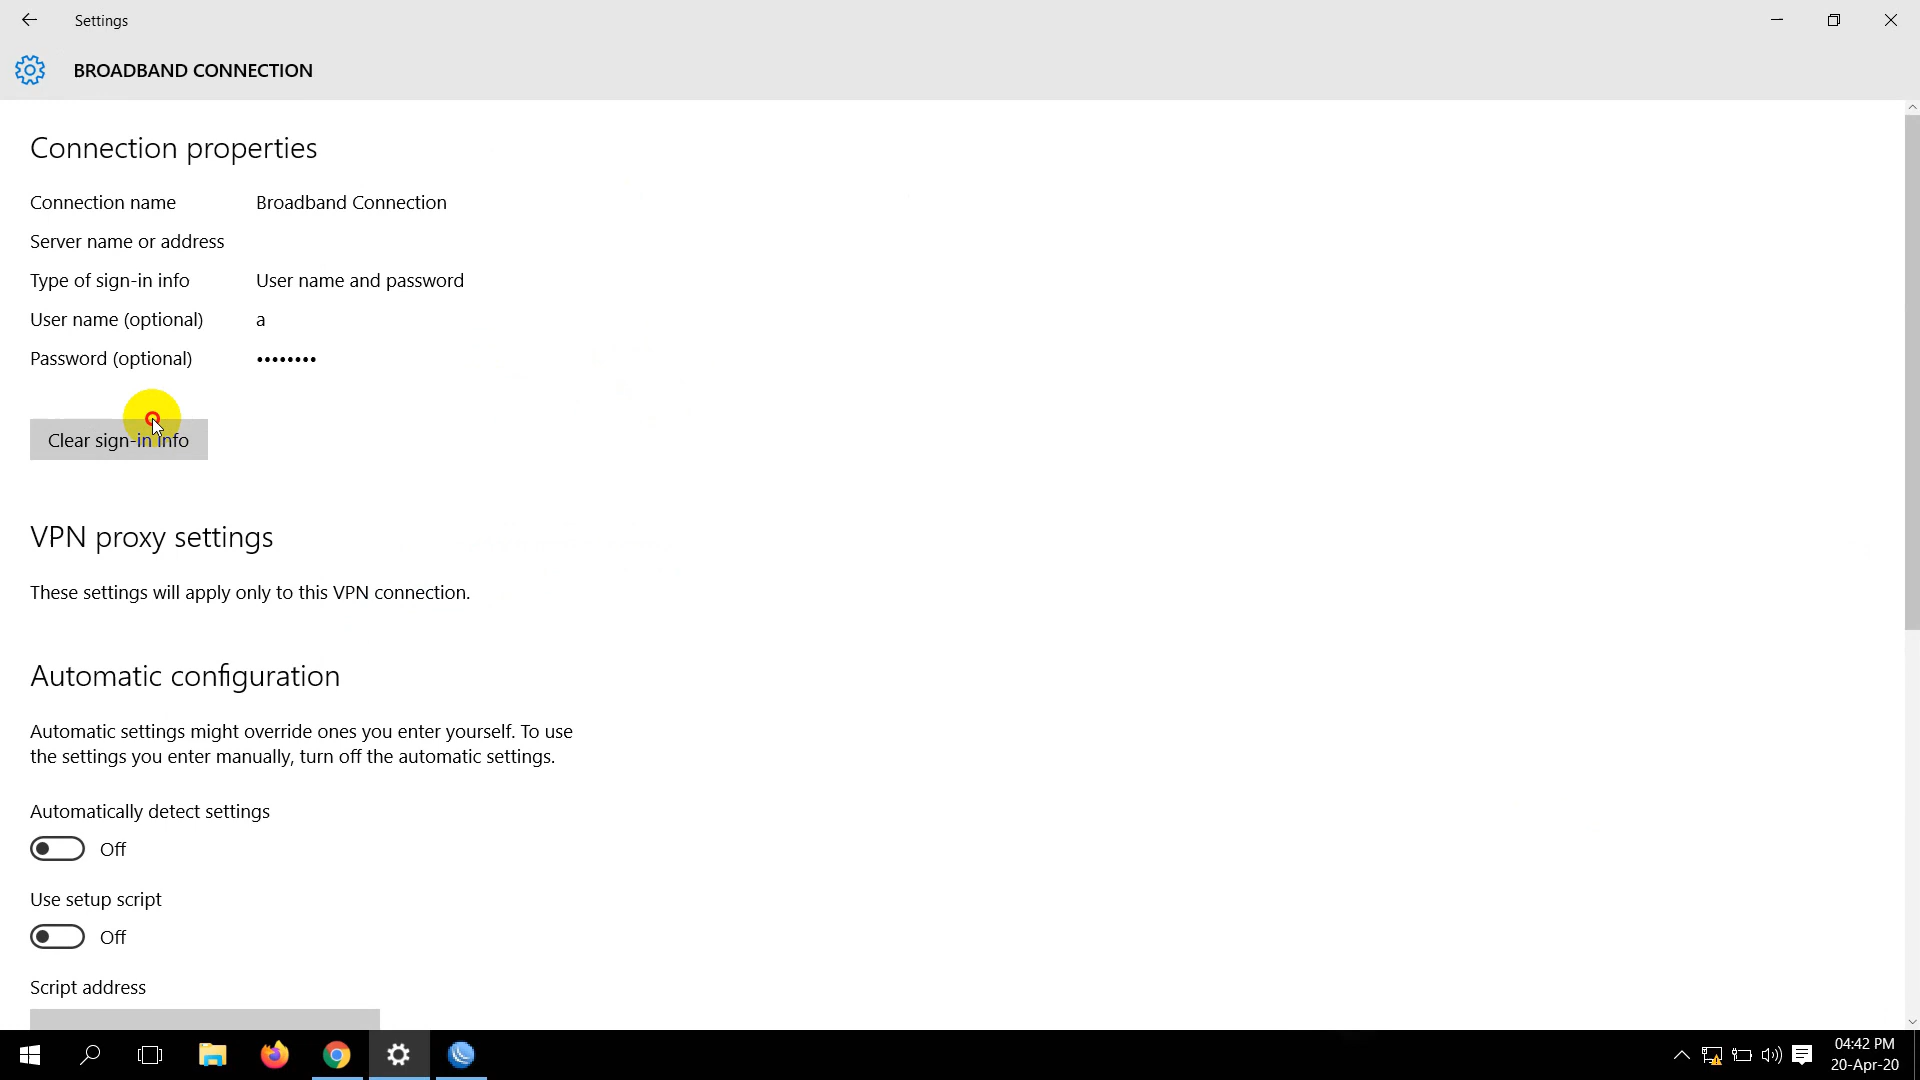 Settings
BROADBAND CONNECTION
Connection properties
Connection name Broadband Connection
Server name or address
Type of sign-in info User name and password
User name (optional) a
Password (optional) ••••••••
Clear sign-in info
VPN proxy settings
These settings will apply only to this VPN connection.
Automatic configuration
Automatic settings might override ones you enter yourself. To use
the settings you enter manually, turn off the automatic settings.
Automatically detect settings
Off
Use setup script
Off
Script address
04:42 PM
20-Apr-20